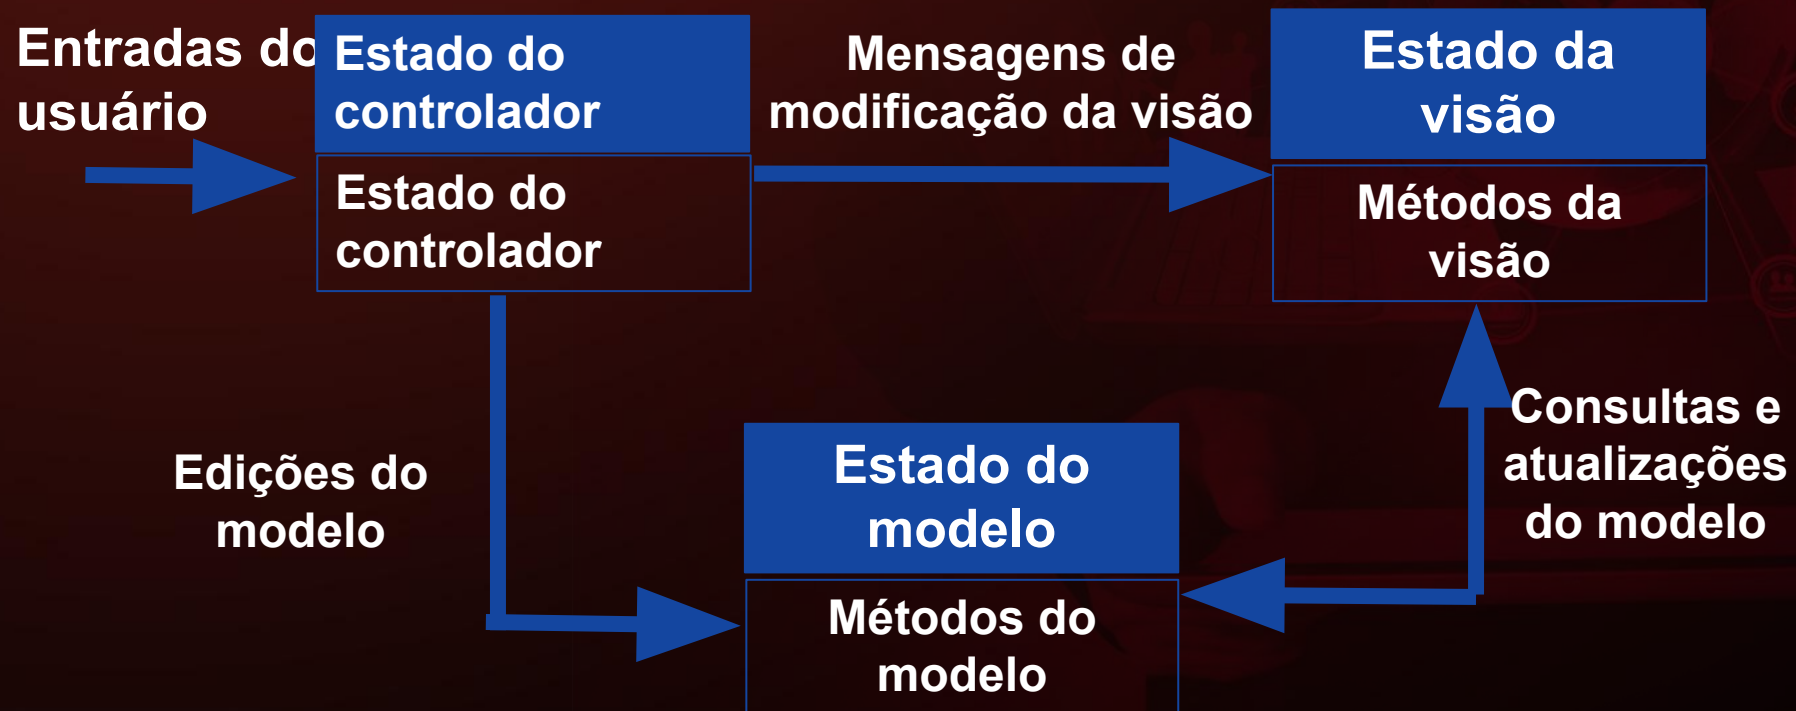 Entradas do
usuário
Estado do
controlador
Estado do
controlador
Mensagens de
modificação da visão
Estado da
visão
Métodos da
visão
Edições do
modelo
Estado do
modelo
Métodos do
modelo
Consultas e
atualizações
do modelo